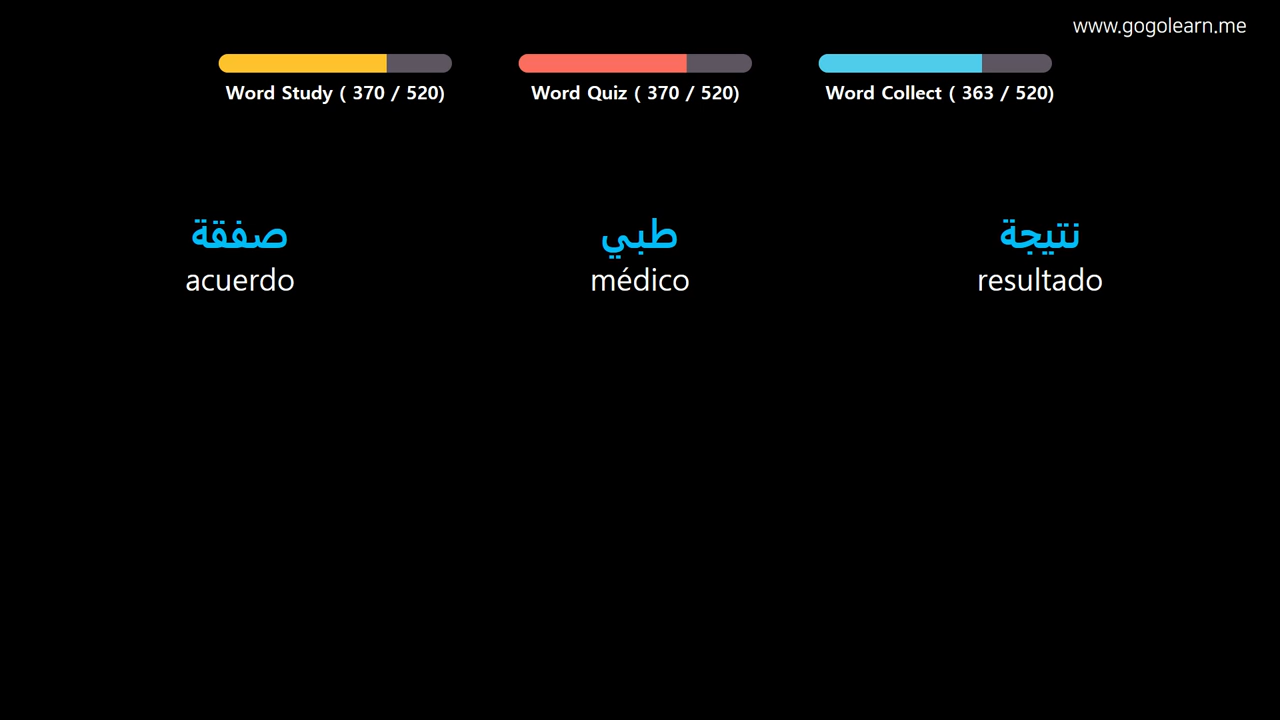 www.gogolearn.me
Word Study ( 370 / 520)
Word Quiz ( 370 / 520)
Word Collect ( 363 / 520)
صفقة
acuerdo
طبي
médico
نتيجة
resultado